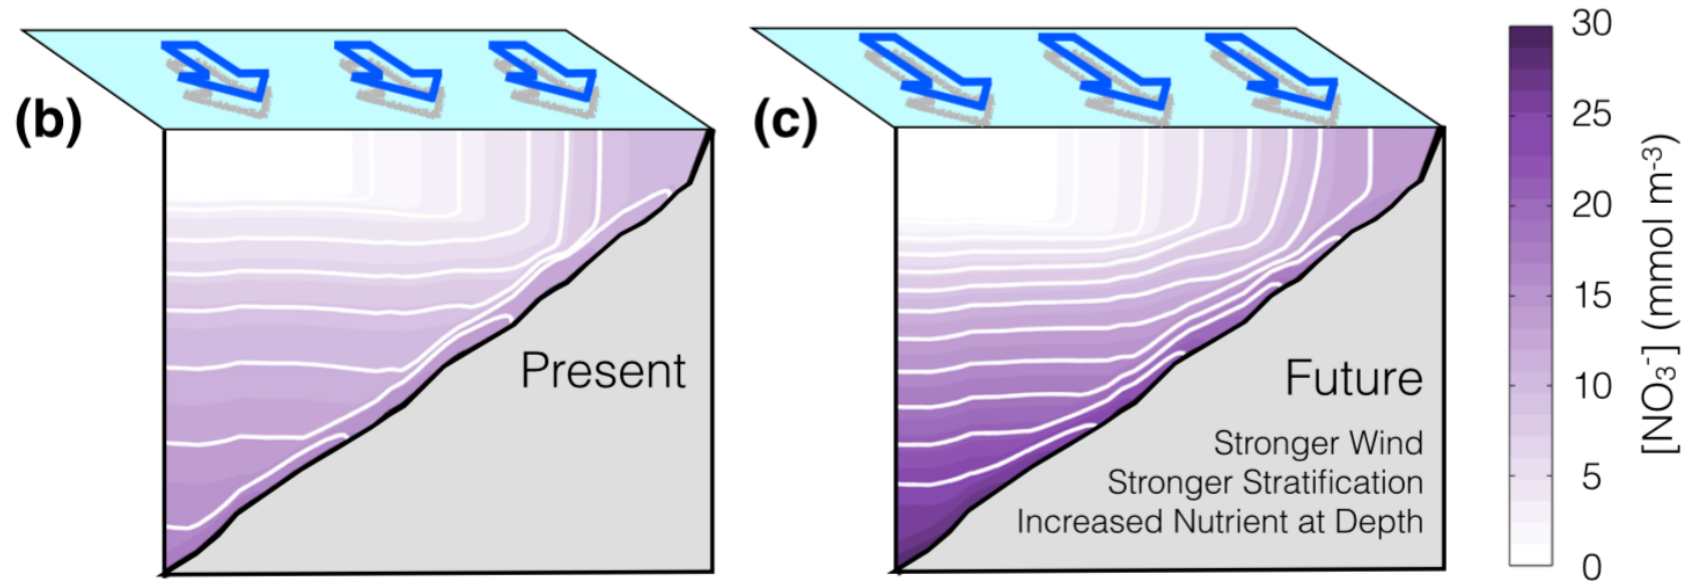 (b)
Present
(c)
Future
Stronger Wind
Stronger Stratification
Increased Nutrient at Depth
30
25
20
15
10
5
0
[NO₃⁻] (mmol m⁻³)